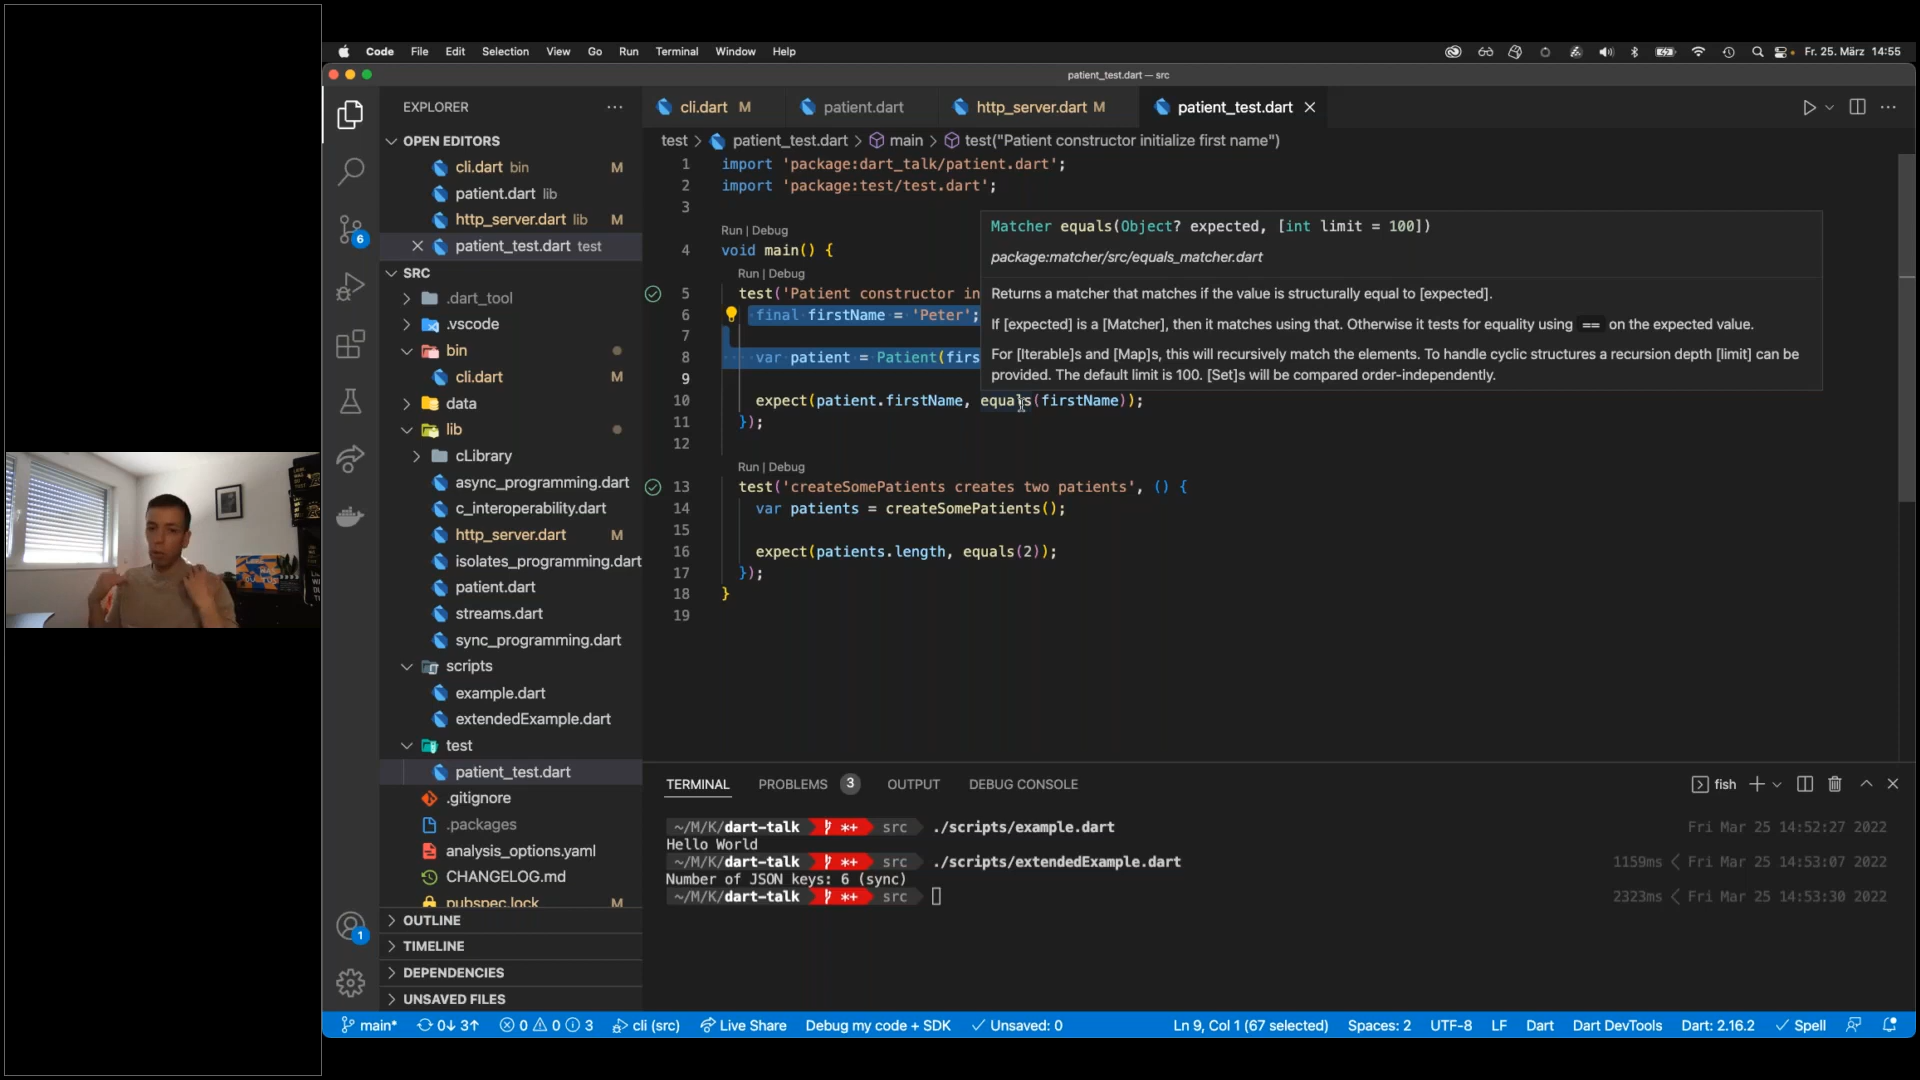 Code File Edit Selection View Go Run Terminal Window Help
Fr. 25. März 14:55
patient_test.dart — src
EXPLORER
OPEN EDITORS
cli.dart bin M
patient.dart lib
http_server.dart lib M
patient_test.dart test
SRC
.dart_tool
.vscode
bin
cli.dart M
data
lib
cLibrary
async_programming.dart
c_interoperability.dart
http_server.dart M
isolates_programming.dart
patient.dart
streams.dart
sync_programming.dart
scripts
example.dart
extendedExample.dart
test
patient_test.dart
.gitignore
.packages
analysis_options.yaml
CHANGELOG.md
pubspec.lock M
OUTLINE
TIMELINE
DEPENDENCIES
UNSAVED FILES
6
1
cli.dart M patient.dart http_server.dart M patient_test.dart
test > patient_test.dart > main > test("Patient constructor initialize first name")
1 import 'package:dart_talk/patient.dart';
2 import 'package:test/test.dart';
3
Run | Debug
4 void main() {
Run | Debug
5 test('Patient constructor in
6 final firstName = 'Peter';
7
8 var patient = Patient(firs
9
10 expect(patient.firstName, equals(firstName));
11 });
12
Run | Debug
13 test('createSomePatients creates two patients', () {
14 var patients = createSomePatients();
15
16 expect(patients.length, equals(2));
17 });
18 }
19
Matcher equals(Object? expected, [int limit = 100])
package:matcher/src/equals_matcher.dart
Returns a matcher that matches if the value is structurally equal to [expected].
If [expected] is a [Matcher], then it matches using that. Otherwise it tests for equality using == on the expected value.
For [Iterable]s and [Map]s, this will recursively match the elements. To handle cyclic structures a recursion depth [limit] can be
provided. The default limit is 100. [Set]s will be compared order-independently.
TERMINAL PROBLEMS 3 OUTPUT DEBUG CONSOLE
fish
~/M/K/dart-talk *+ src ./scripts/example.dart Fri Mar 25 14:52:27 2022
Hello World
~/M/K/dart-talk *+ src ./scripts/extendedExample.dart 1159ms < Fri Mar 25 14:53:07 2022
Number of JSON keys: 6 (sync)
~/M/K/dart-talk *+ src 2323ms < Fri Mar 25 14:53:30 2022
main* 0↓ 3↑ 0 0 3 cli (src) Live Share Debug my code + SDK Unsaved: 0
Ln 9, Col 1 (67 selected) Spaces: 2 UTF-8 LF Dart Dart DevTools Dart: 2.16.2 Spell